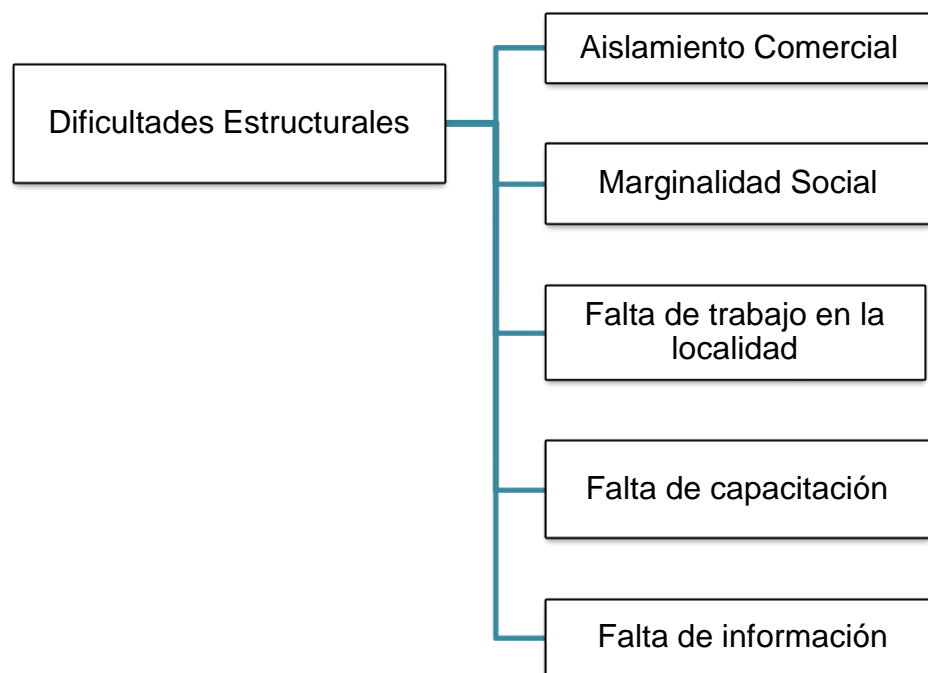 Dificultades Estructurales
Aislamiento Comercial
Marginalidad Social
Falta de trabajo en la
localidad
Falta de capacitación
Falta de información